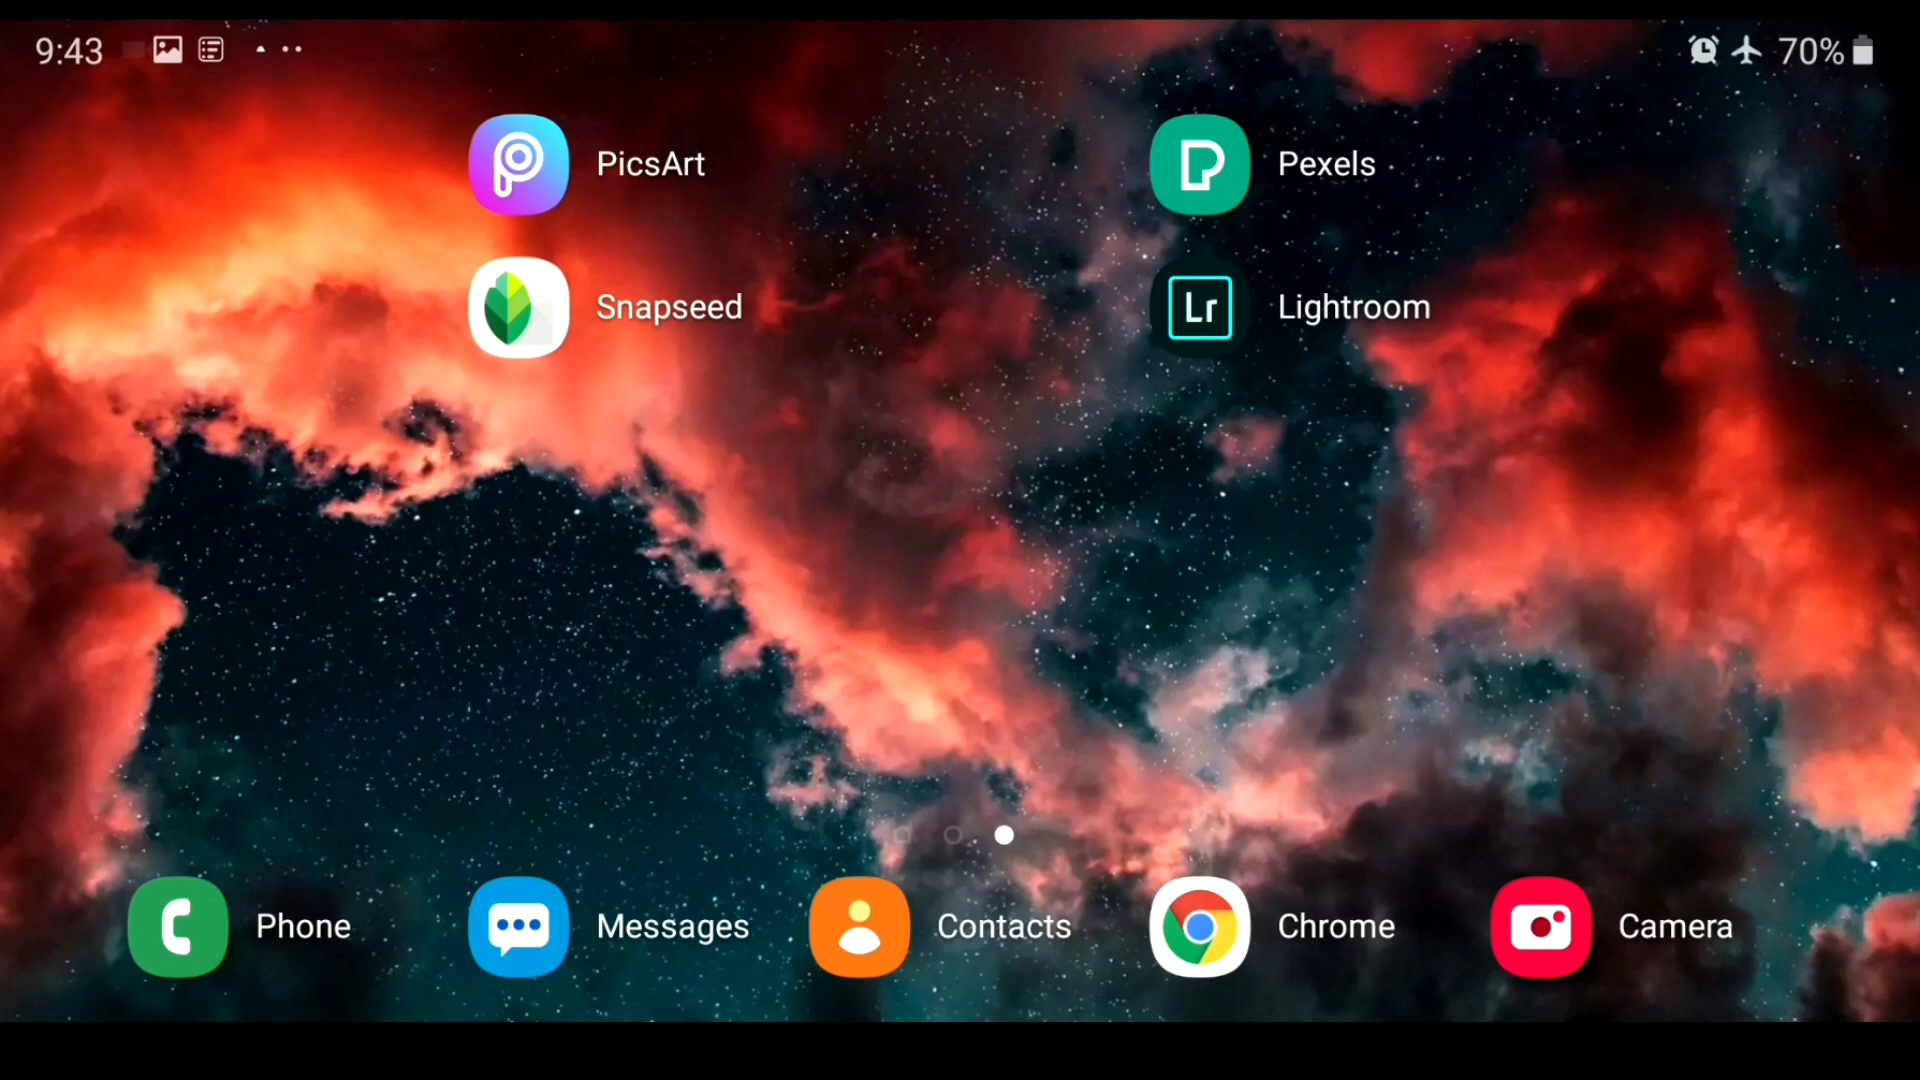 9:43 70%
PicsArt Pexels
Snapseed Lr Lightroom
Phone Messages Contacts Chrome Camera